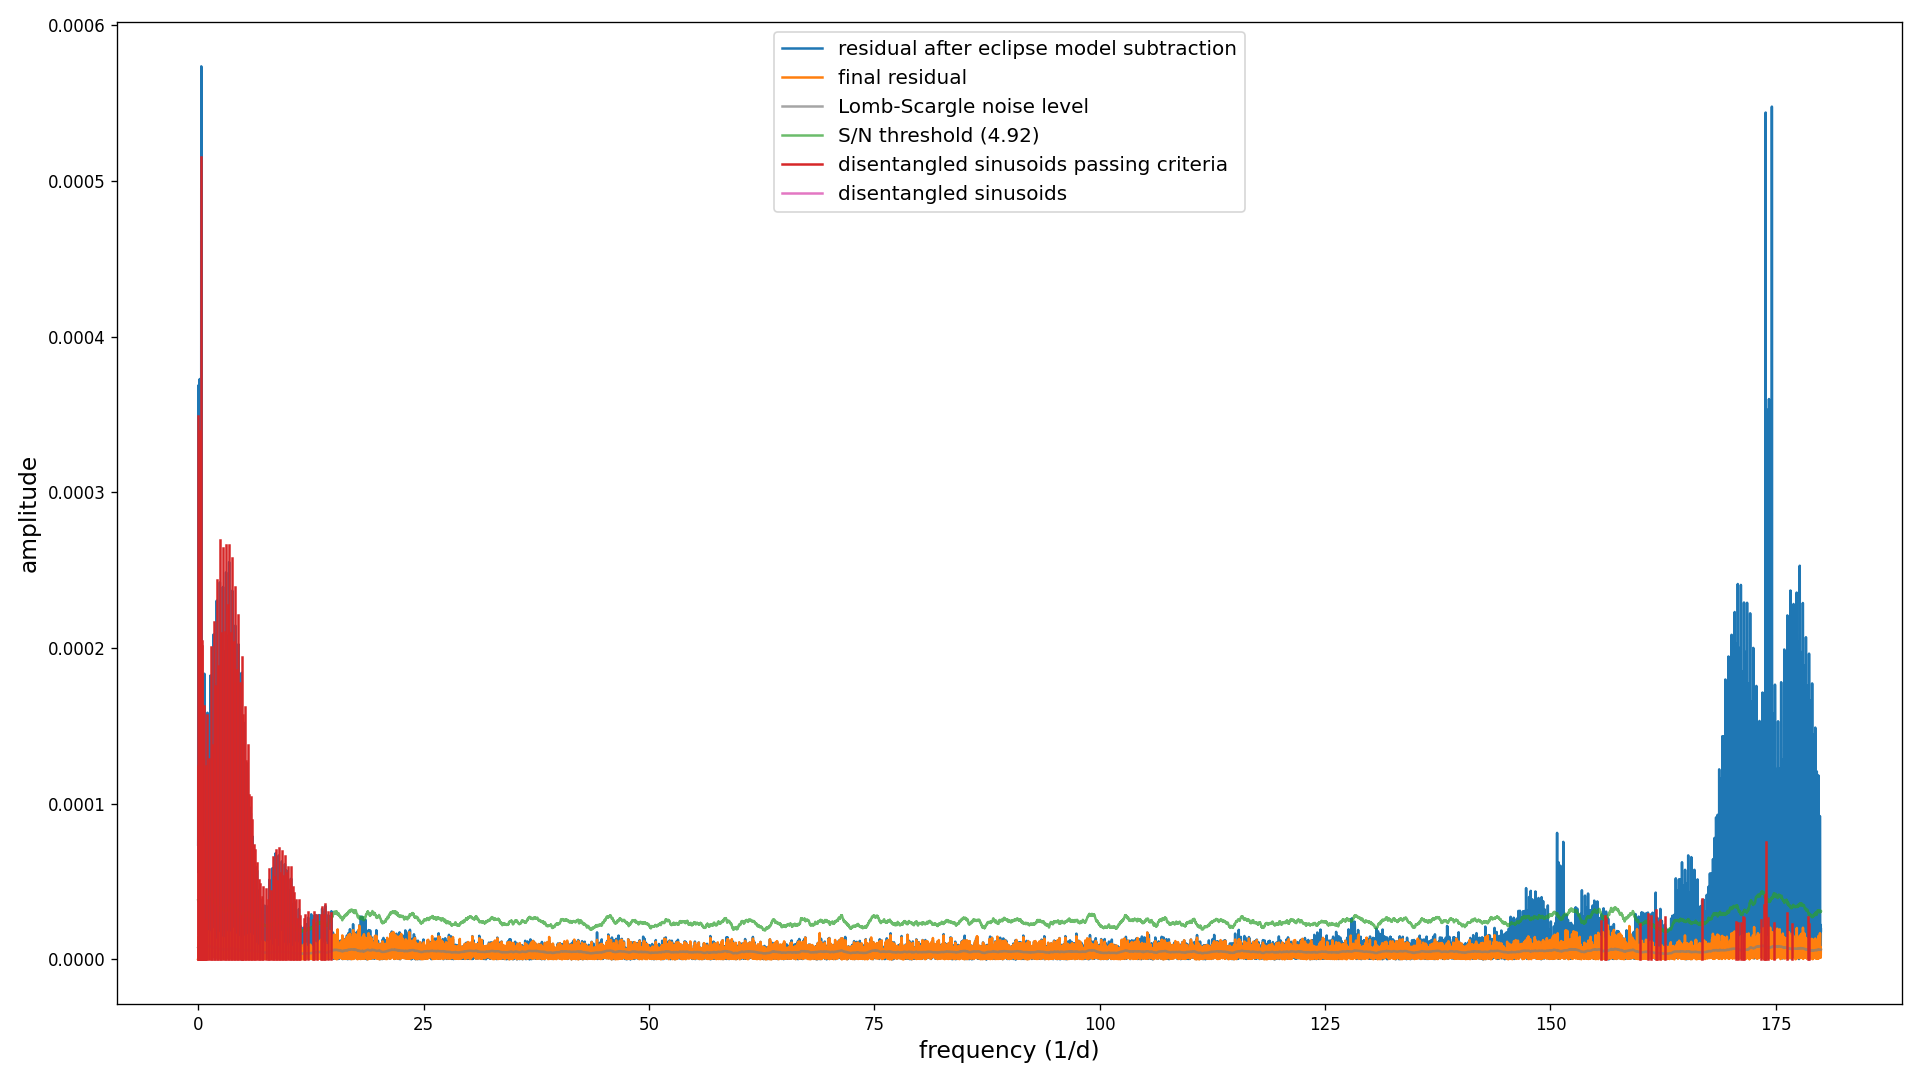 0.0006
0.0005
0.0004
0.0003
0.0002
0.0001
0.0000
amplitude
residual after eclipse model subtraction
final residual
Lomb-Scargle noise level
S/N threshold (4.92)
disentangled sinusoids passing criteria
disentangled sinusoids
0 25 50 75 100 125 150 175
frequency (1/d)